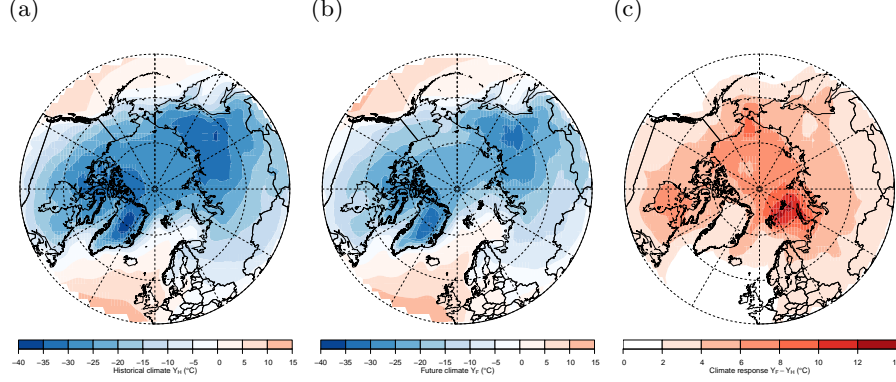 (a) (b) (c)
−40 −35 −30 −25 −20 −15 −10 −5 0 5 10 15
Historical climate Y_H (°C)
−40 −35 −30 −25 −20 −15 −10 −5 0 5 10 15
Future climate Y_F (°C)
0 2 4 6 8 10 12
Climate response Y_F − Y_H (°C)